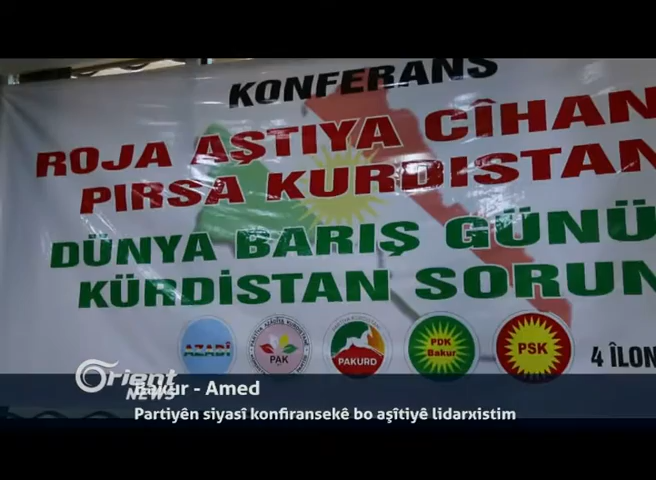 KONFERANS
ROJA AŞTIYA CÎHAN
PIRSA KURDISTAN
DÜNYA BARIŞ GÜNÜ
KÜRDİSTAN SORUN
AZADÎ
PAK
PAKURD
PDK
Bakur
PSK
4 ÎLON
Orient
NEWS
- Amed
Partiyên siyasî konfiransekê bo aşîtiyê lidarxistim